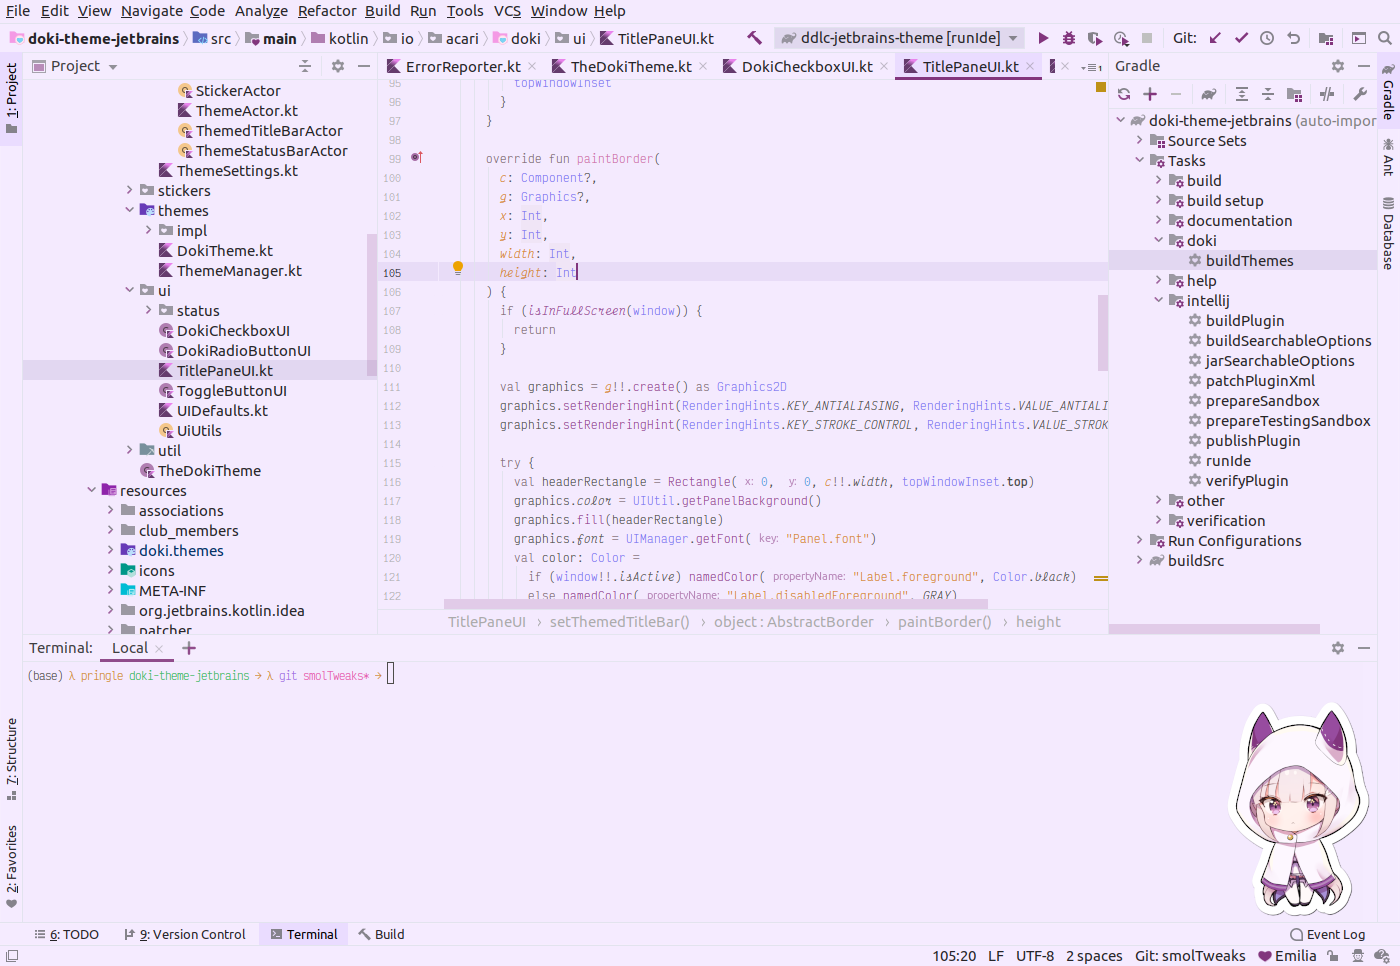 File Edit View Navigate Code Analyze Refactor Build Run Tools VCS Window Help
doki-theme-jetbrains src main kotlin io acari doki ui TitlePaneUI.kt ddlc-jetbrains-theme [runIde] Git:
1: Project
7: Structure
2: Favorites
Project
StickerActor
ThemeActor.kt
ThemedTitleBarActor
ThemeStatusBarActor
ThemeSettings.kt
stickers
themes
impl
DokiTheme.kt
ThemeManager.kt
ui
status
DokiCheckboxUI
DokiRadioButtonUI
TitlePaneUI.kt
ToggleButtonUI
UIDefaults.kt
UiUtils
util
TheDokiTheme
resources
associations
club_members
doki.themes
icons
META-INF
org.jetbrains.kotlin.idea
patcher
ErrorReporter.kt TheDokiTheme.kt DokiCheckboxUI.kt TitlePaneUI.kt
95 topWindowInset
96 }
97 }
98
99 override fun paintBorder(
100 c: Component?,
101 g: Graphics?,
102 x: Int,
103 y: Int,
104 width: Int,
105 height: Int
106 ) {
107 if (isInFullScreen(window)) {
108 return
109 }
110
111 val graphics = g!!.create() as Graphics2D
112 graphics.setRenderingHint(RenderingHints.KEY_ANTIALIASING, RenderingHints.VALUE_ANTIALI
113 graphics.setRenderingHint(RenderingHints.KEY_STROKE_CONTROL, RenderingHints.VALUE_STROK
114
115 try {
116 val headerRectangle = Rectangle( x: 0, y: 0, c!!.width, topWindowInset.top)
117 graphics.color = UIUtil.getPanelBackground()
118 graphics.fill(headerRectangle)
119 graphics.font = UIManager.getFont( key: "Panel.font")
120 val color: Color =
121 if (window!!.isActive) namedColor( propertyName: "Label.foreground", Color.black)
122 else namedColor( propertyName: "Label.disabledForeground", GRAY)
TitlePaneUI › setThemedTitleBar() › object : AbstractBorder › paintBorder() › height
Gradle
doki-theme-jetbrains (auto-impor
Source Sets
Tasks
build
build setup
documentation
doki
buildThemes
help
intellij
buildPlugin
buildSearchableOptions
jarSearchableOptions
patchPluginXml
prepareSandbox
prepareTestingSandbox
publishPlugin
runIde
verifyPlugin
other
verification
Run Configurations
buildSrc
Gradle
Ant
Database
Terminal: Local
(base) λ pringle doki-theme-jetbrains → λ git smolTweaks* →
6: TODO 9: Version Control Terminal Build Event Log
105:20 LF UTF-8 2 spaces Git: smolTweaks Emilia